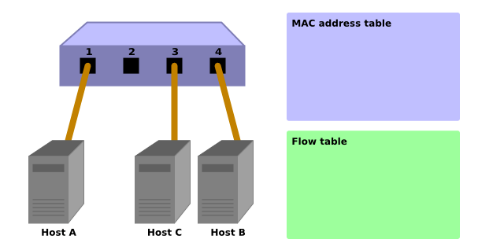 1 2 3 4
MAC address table
Flow table
Host A Host C Host B